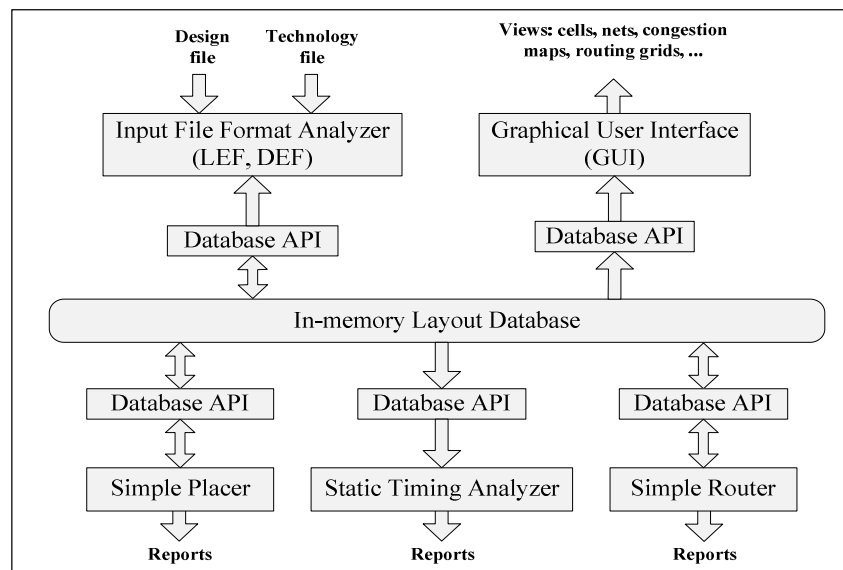 Design
file
Technology
file
Views: cells, nets, congestion
maps, routing grids, ...
Input File Format Analyzer
(LEF, DEF)
Graphical User Interface
(GUI)
Database API
Database API
In-memory Layout Database
Database API
Database API
Database API
Simple Placer
Static Timing Analyzer
Simple Router
Reports
Reports
Reports